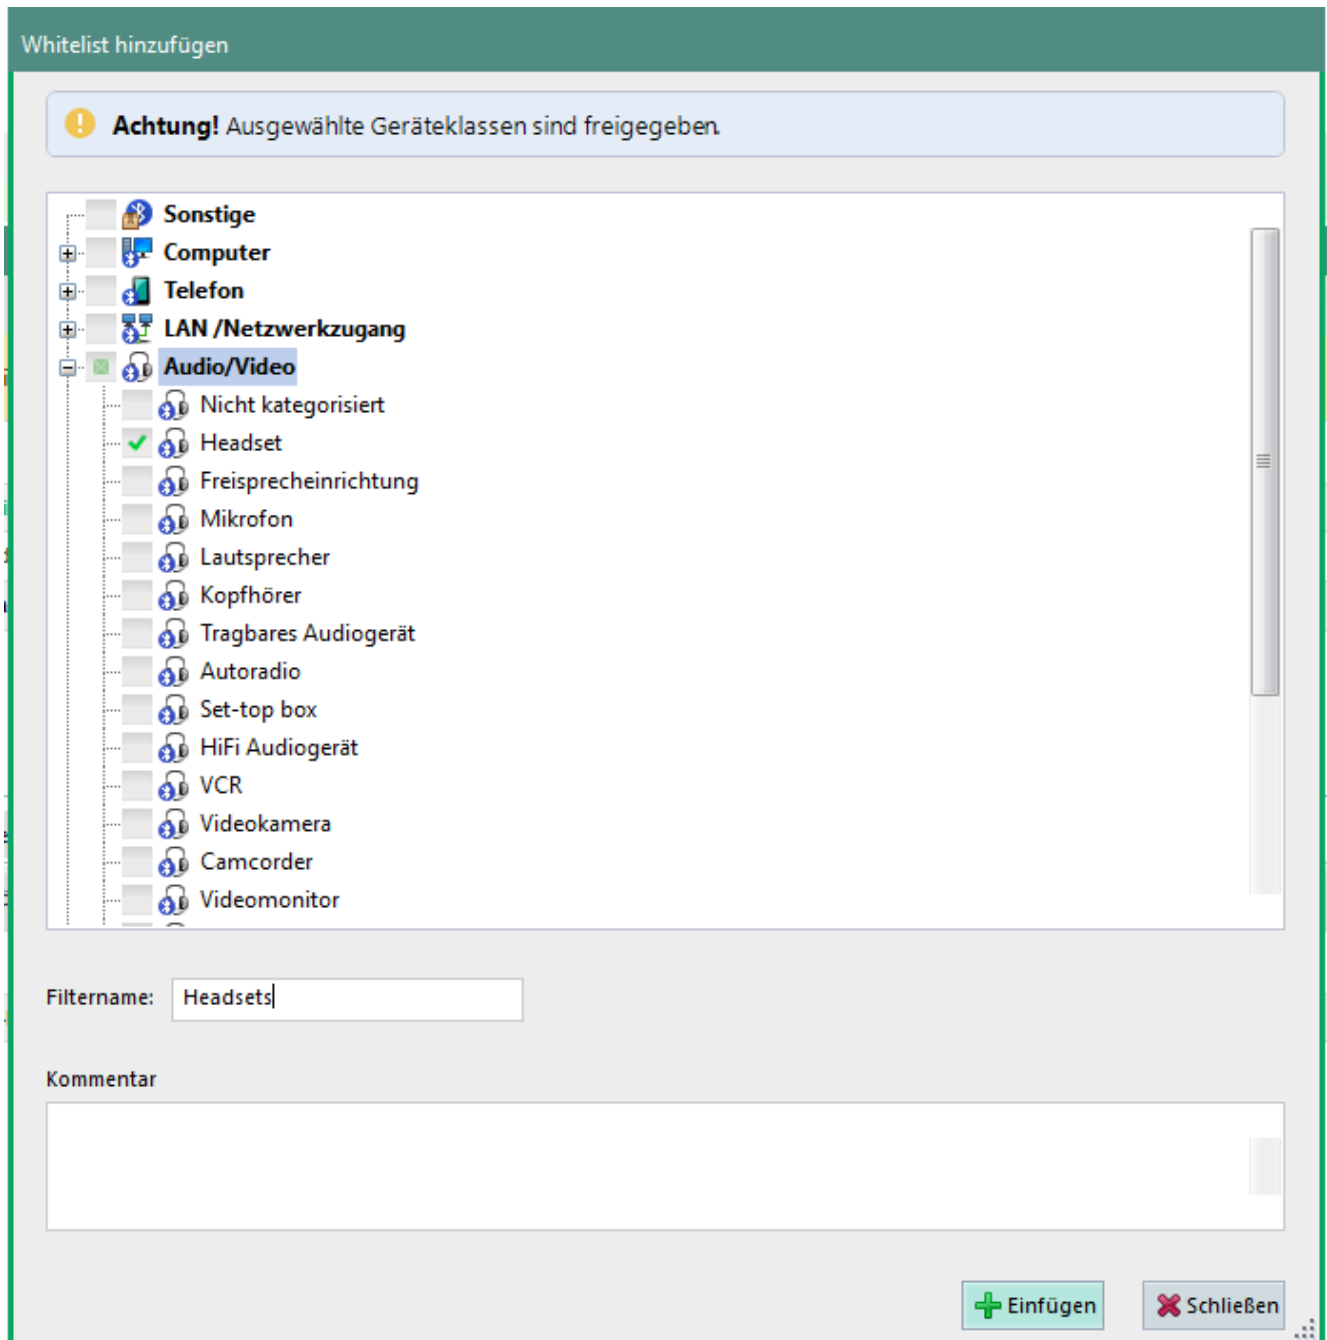 Whitelist hinzufügen
Achtung! Ausgewählte Geräteklassen sind freigegeben.
Sonstige
Computer
Telefon
LAN /Netzwerkzugang
Audio/Video
Nicht kategorisiert
Headset
Freisprecheinrichtung
Mikrofon
Lautsprecher
Kopfhörer
Tragbares Audiogerät
Autoradio
Set-top box
HiFi Audiogerät
VCR
Videokamera
Camcorder
Videomonitor
Filtername: Headsets
Kommentar
Einfügen Schließen